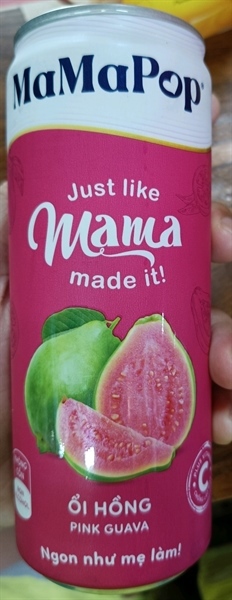 MaMaPop
Just like
Mama
made it!
ỔI HỒNG
PINK GUAVA
Ngon như mẹ làm!
C